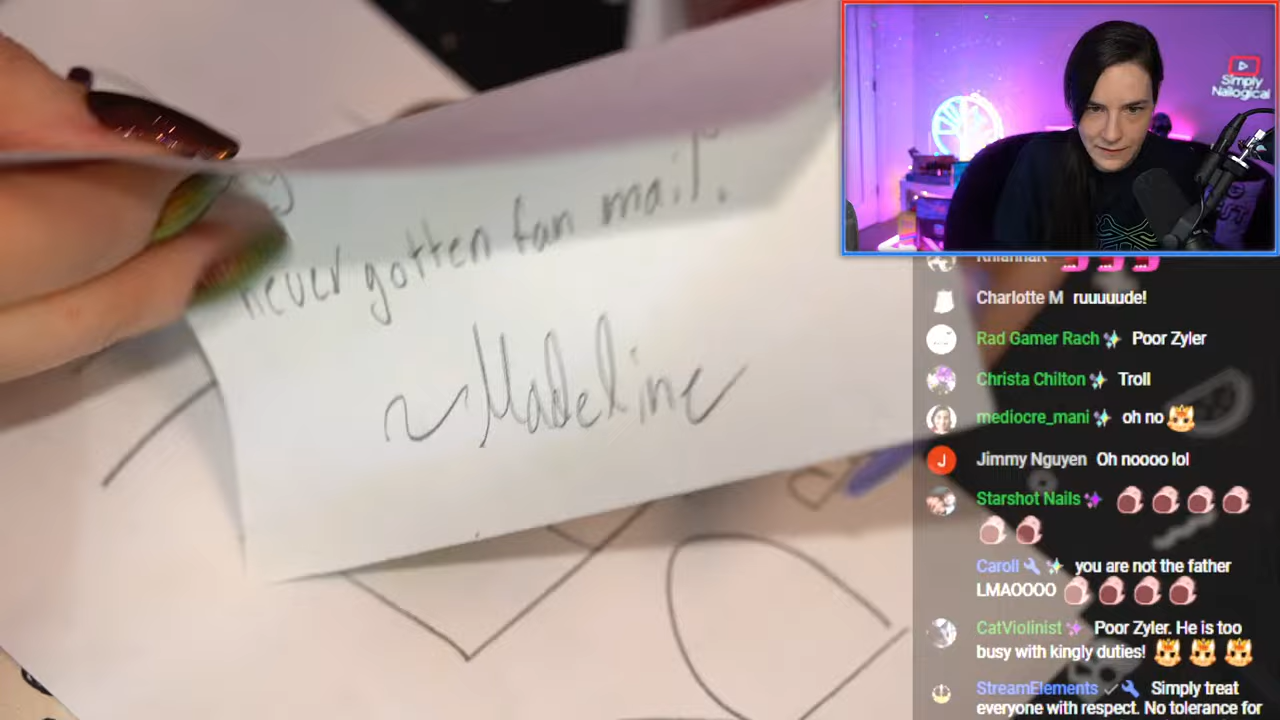 never gotten fan mail.
~Madeline
Simply
Nailogical
Charlotte M ruuuuude!
Rad Gamer Rach Poor Zyler
Christa Chilton Troll
mediocre_mani oh no
J
Jimmy Nguyen Oh noooo lol
Starshot Nails
Caroll you are not the father
LMAOOOO
CatViolinist Poor Zyler. He is too
busy with kingly duties!
StreamElements Simply treat
everyone with respect. No tolerance for